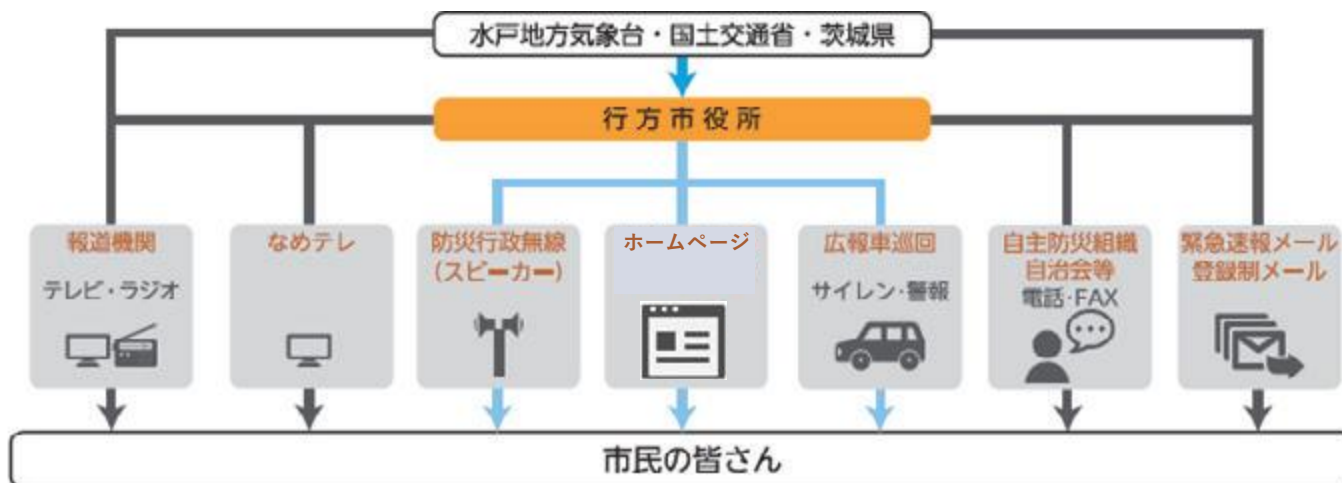 水戸地方気象台・国土交通省・茨城県
行方市役所
報道機関
テレビ・ラジオ
なめテレ
防災行政無線
(スピーカー)
ホームページ
広報車巡回
サイレン・警報
自主防災組織
自治会等
電話・FAX
緊急速報メール
登録制メール
市民の皆さん